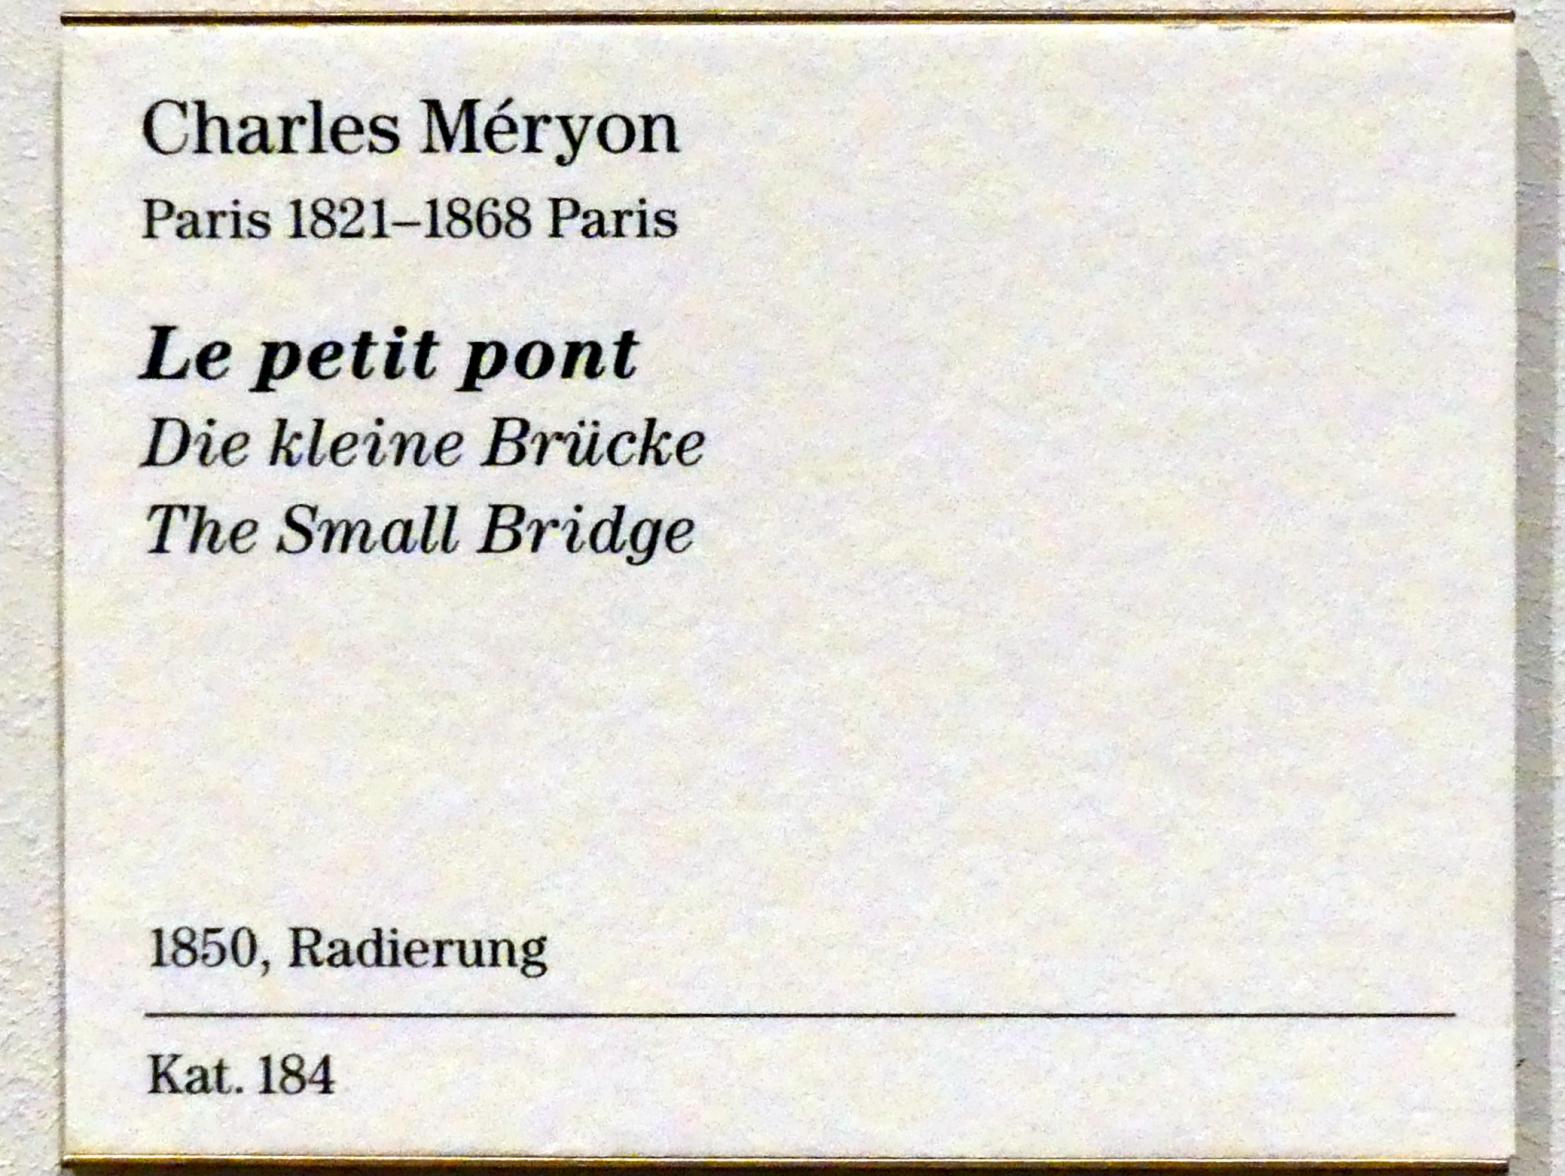 Charles Méryon
Paris 1821–1868 Paris
Le petit pont
Die kleine Brücke
The Small Bridge
1850, Radierung
Kat. 184